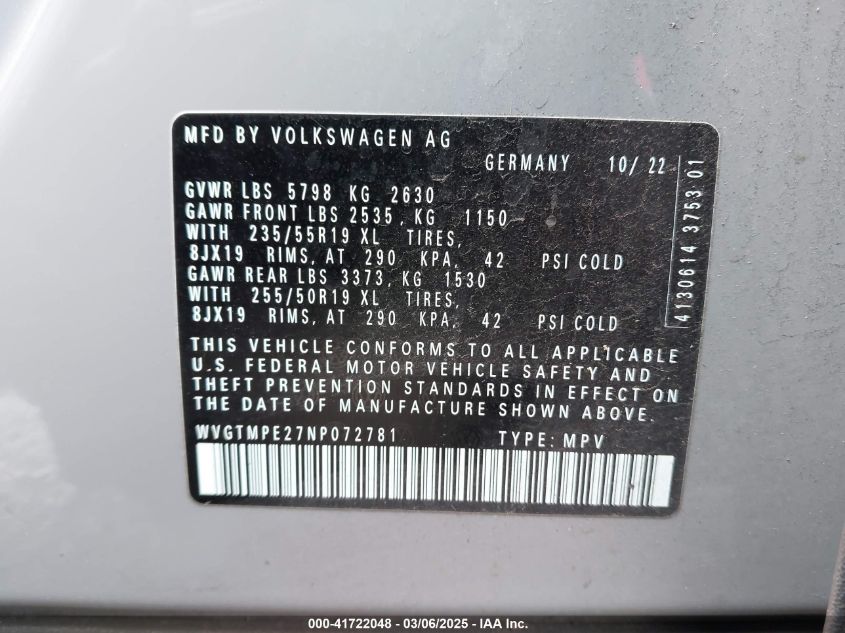 MFD BY VOLKSWAGEN AG
GERMANY 10/ 22
GVWR LBS 5798 KG 2630
GAWR FRONT LBS 2535, KG 1150
WITH 235/55R19 XL TIRES,
8JX19 RIMS, AT 290 KPA, 42 PSI COLD
GAWR REAR LBS 3373, KG 1530
WITH 255/50R19 XL TIRES,
8JX19 RIMS, AT 290 KPA, 42 PSI COLD
THIS VEHICLE CONFORMS TO ALL APPLICABLE
U.S. FEDERAL MOTOR VEHICLE SAFETY AND
THEFT PREVENTION STANDARDS IN EFFECT ON
THE DATE OF MANUFACTURE SHOWN ABOVE.
WVGTMPE27NP072781 TYPE: MPV
4130614 3753 01
000-41722048 - 03/06/2025 - IAA Inc.